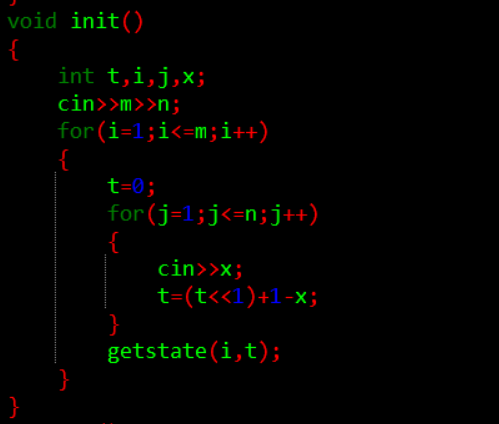 }
void init()
{
    int t,i,j,x;
    cin>>m>>n;
    for(i=1;i<=m;i++)
    {
        t=0;
        for(j=1;j<=n;j++)
        {
            cin>>x;
            t=(t<<1)+1-x;
        }
        getstate(i,t);
    }
}